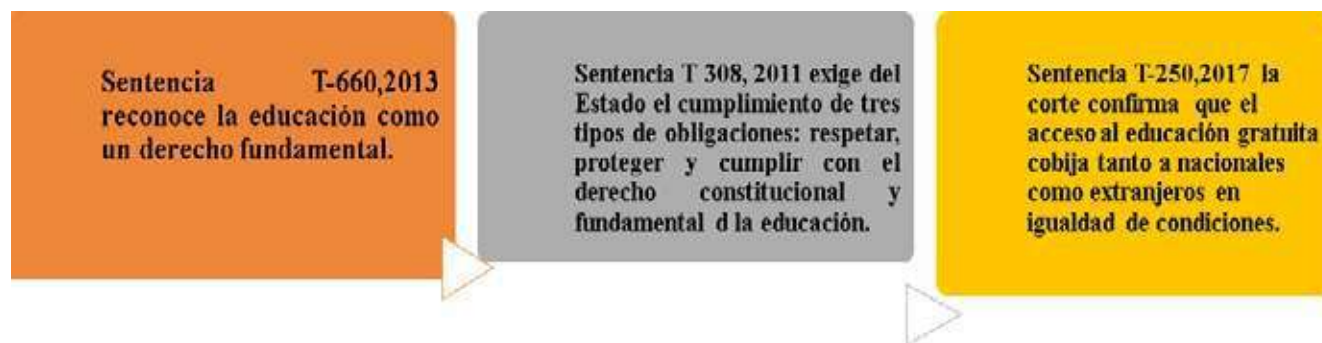 Sentencia T-660,2013
reconoce la educación como
un derecho fundamental.
Sentencia T 308, 2011 exige del
Estado el cumplimiento de tres
tipos de obligaciones: respetar,
proteger y cumplir con el
derecho constitucional y
fundamental d la educación.
Sentencia T-250,2017 la
corte confirma que el
acceso al educación gratuita
cobija tanto a nacionales
como extranjeros en
igualdad de condiciones.